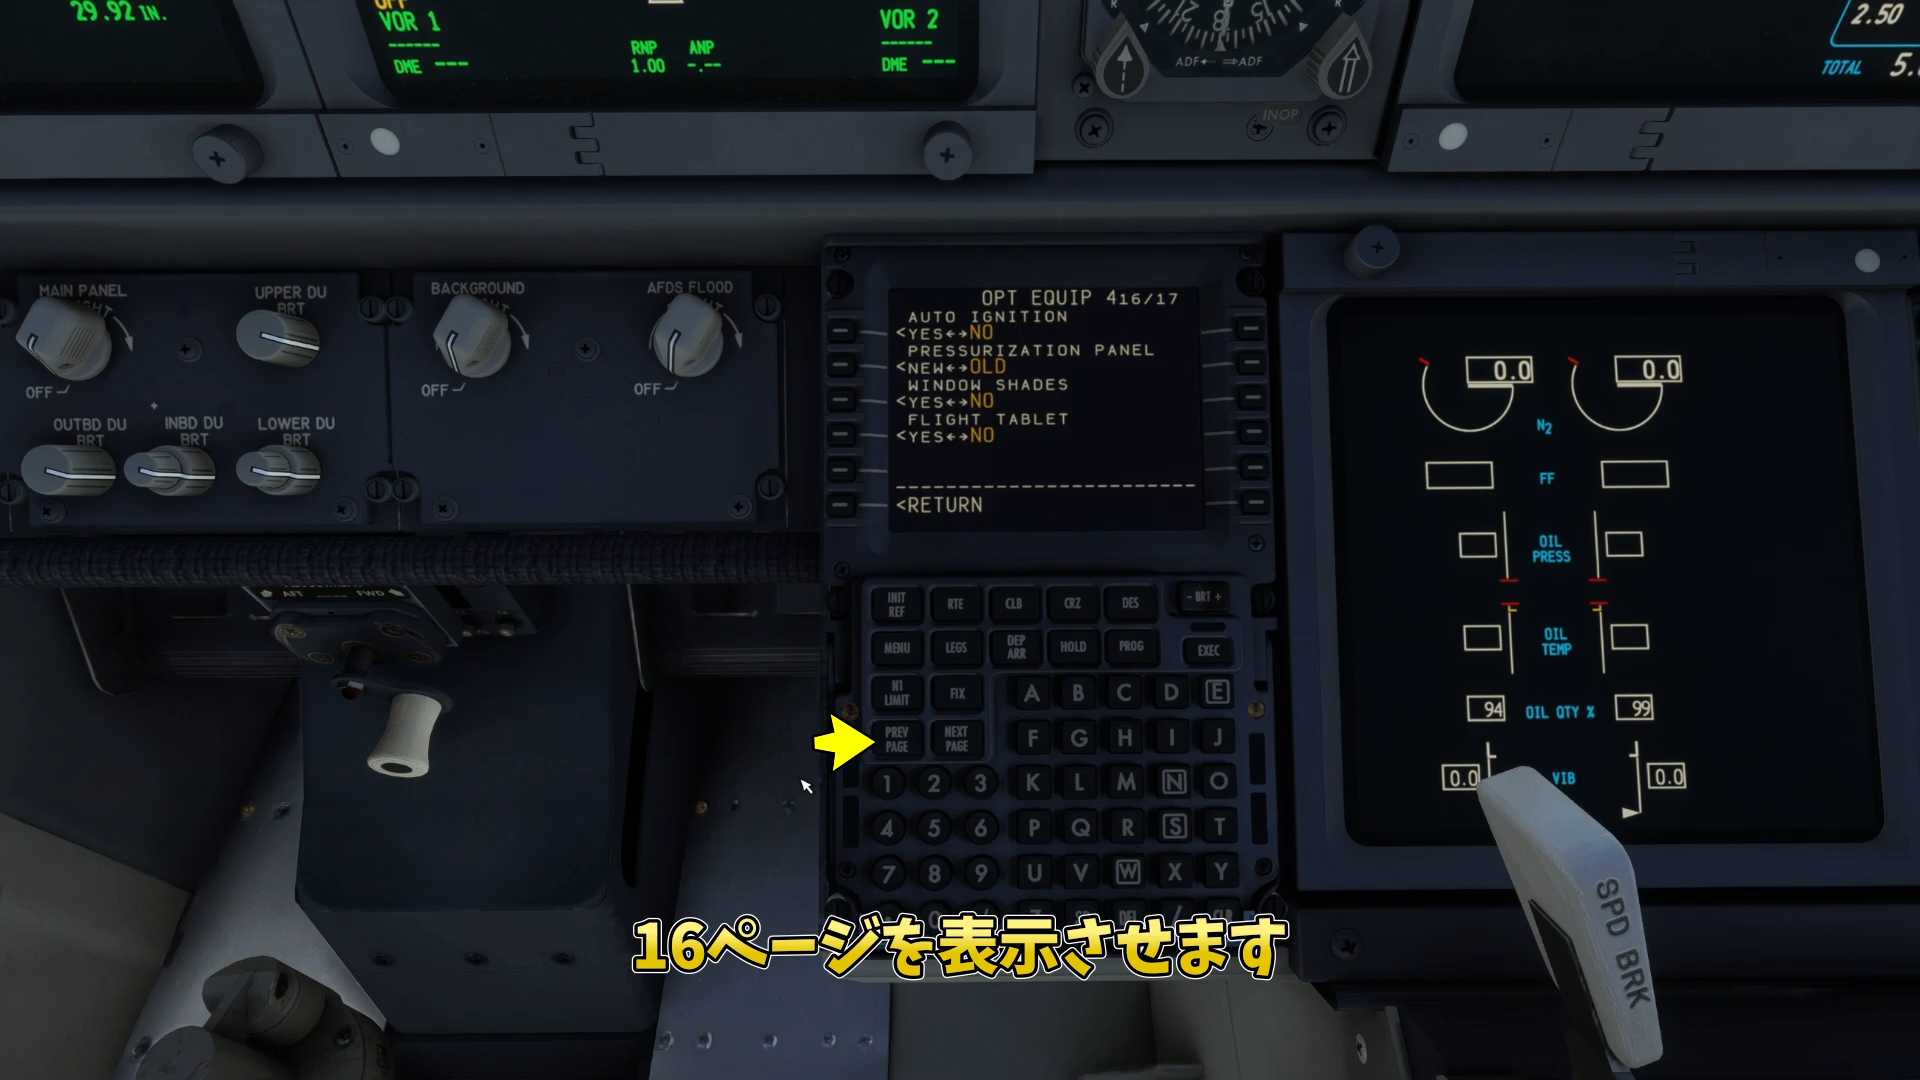 29.92 IN.
OFF
VOR 1
DME ---
RNP ANP
1.00 -.--
VOR 2
DME ---
ADF ADF
INOP
2.50
TOTAL
MAIN PANEL
OFF
UPPER DU
BRT
BACKGROUND
OFF
AFDS FLOOD
OFF
OUTBD DU
BRT
INBD DU
BRT
LOWER DU
BRT
AFT FWD
OPT EQUIP 4 16/17
AUTO IGNITION
<YES↔NO
PRESSURIZATION PANEL
<NEW↔OLD
WINDOW SHADES
<YES↔NO
FLIGHT TABLET
<YES↔NO
------------------------
<RETURN
INIT REF RTE CLB CRZ DES - BRT +
MENU LEGS DEP ARR HOLD PROG EXEC
N1 LIMIT FIX A B C D E
PREV PAGE NEXT PAGE F G H I J
1 2 3 K L M N O
4 5 6 P Q R S T
7 8 9 U V W X Y
0.0 0.0
N2
FF
OIL PRESS
OIL TEMP
94 OIL QTY % 99
0.0 VIB 0.0
SPD BRK
16ページを表示させます